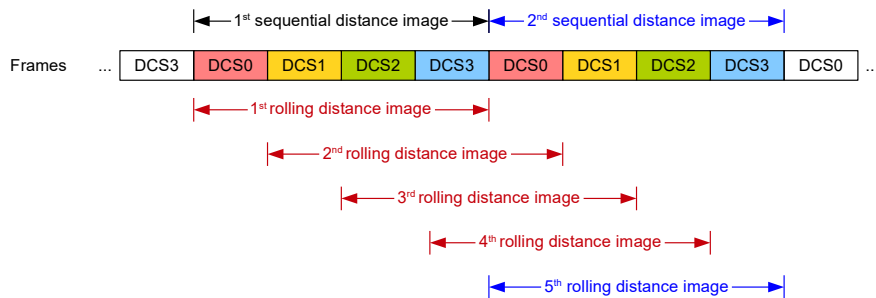 1st sequential distance image 2nd sequential distance image
Frames ... DCS3 DCS0 DCS1 DCS2 DCS3 DCS0 DCS1 DCS2 DCS3 DCS0 ..
1st rolling distance image
2nd rolling distance image
3rd rolling distance image
4th rolling distance image
5th rolling distance image